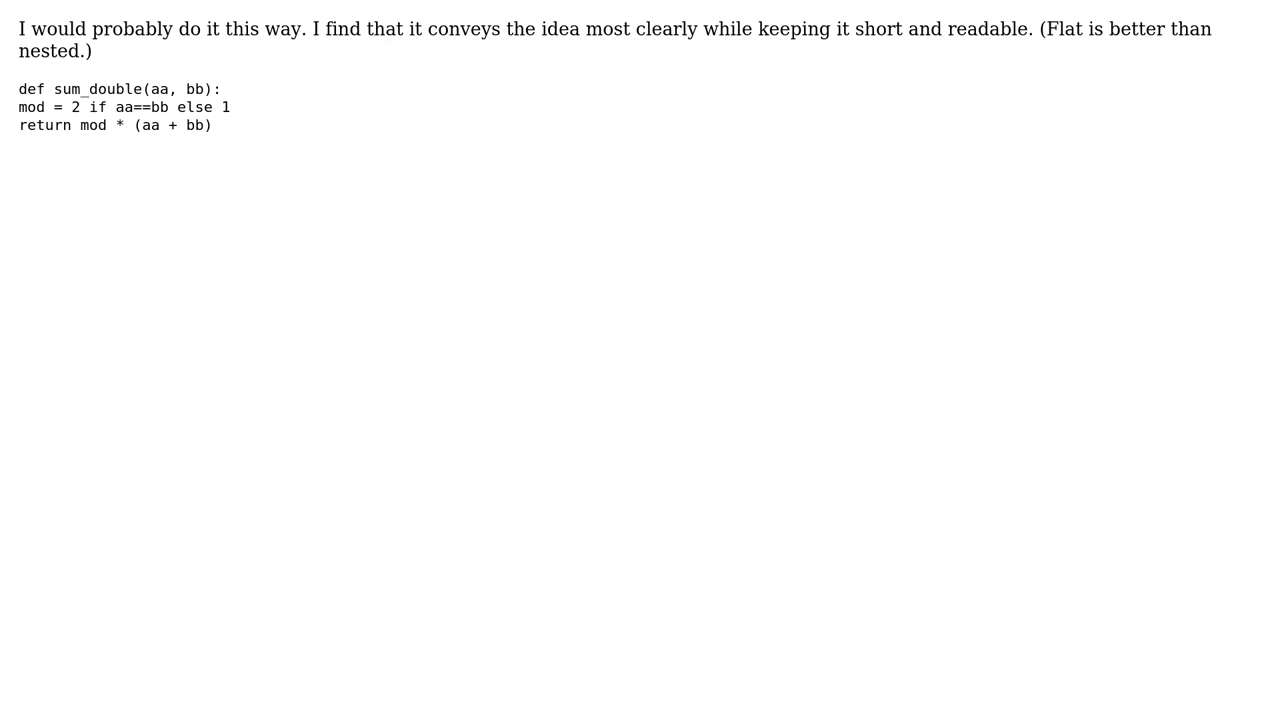 I would probably do it this way. I find that it conveys the idea most clearly while keeping it short and readable. (Flat is better than
nested.)
def sum_double(aa, bb):
mod = 2 if aa==bb else 1
return mod * (aa + bb)